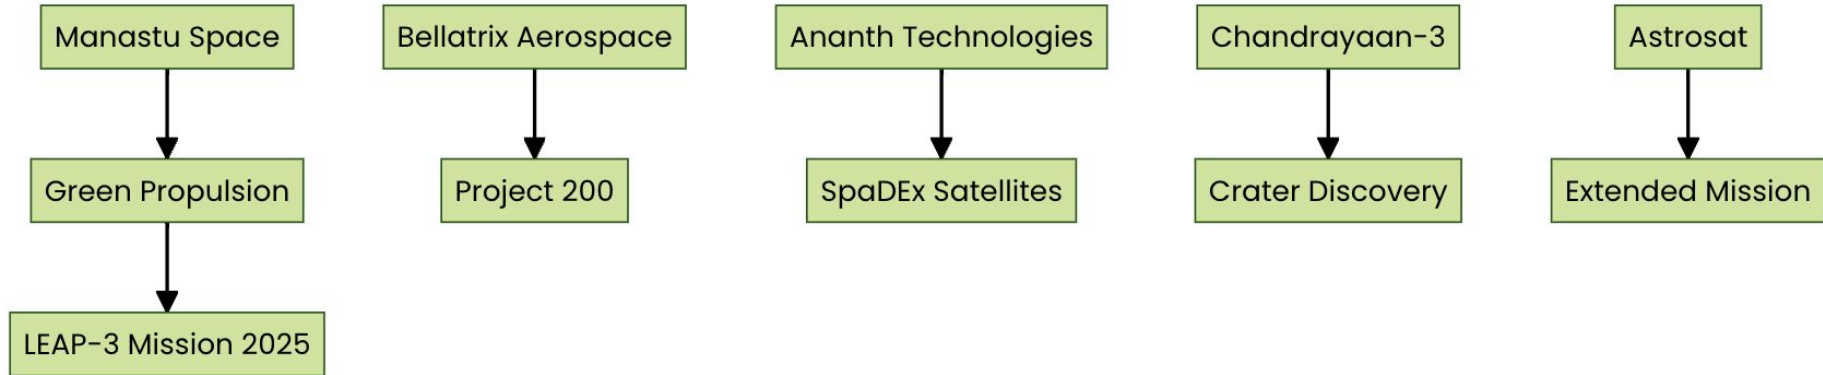 Manastu Space
Bellatrix Aerospace
Ananth Technologies
Chandrayaan-3
Astrosat
Green Propulsion
Project 200
SpaDEx Satellites
Crater Discovery
Extended Mission
LEAP-3 Mission 2025